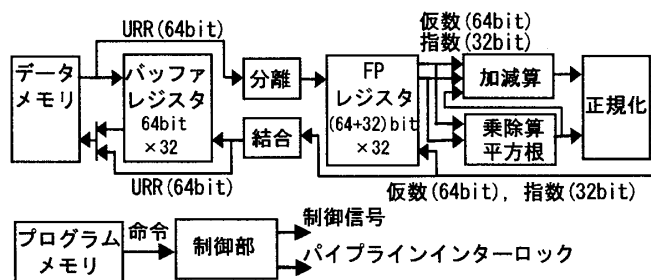 URR(64bit)
仮数(64bit)
指数(32bit)
データ
メモリ
バッファ
レジスタ
64bit
×32
分離
FP
レジスタ
(64+32)bit
×32
加減算
正規化
結合
乗除算
平方根
URR(64bit)
仮数(64bit), 指数(32bit)
プログラム
メモリ
命令
制御部
制御信号
パイプラインインターロック